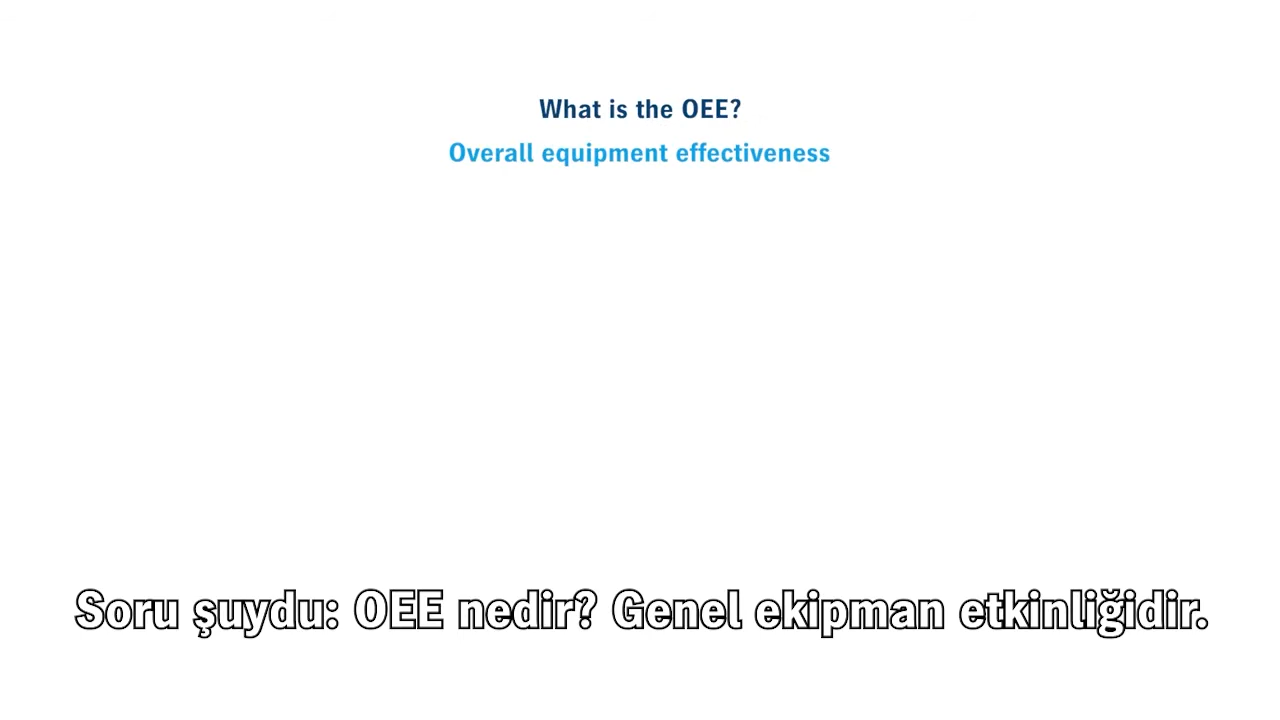 What is the OEE?
Overall equipment effectiveness
Soru şuydu: OEE nedir? Genel ekipman etkinliğidir.